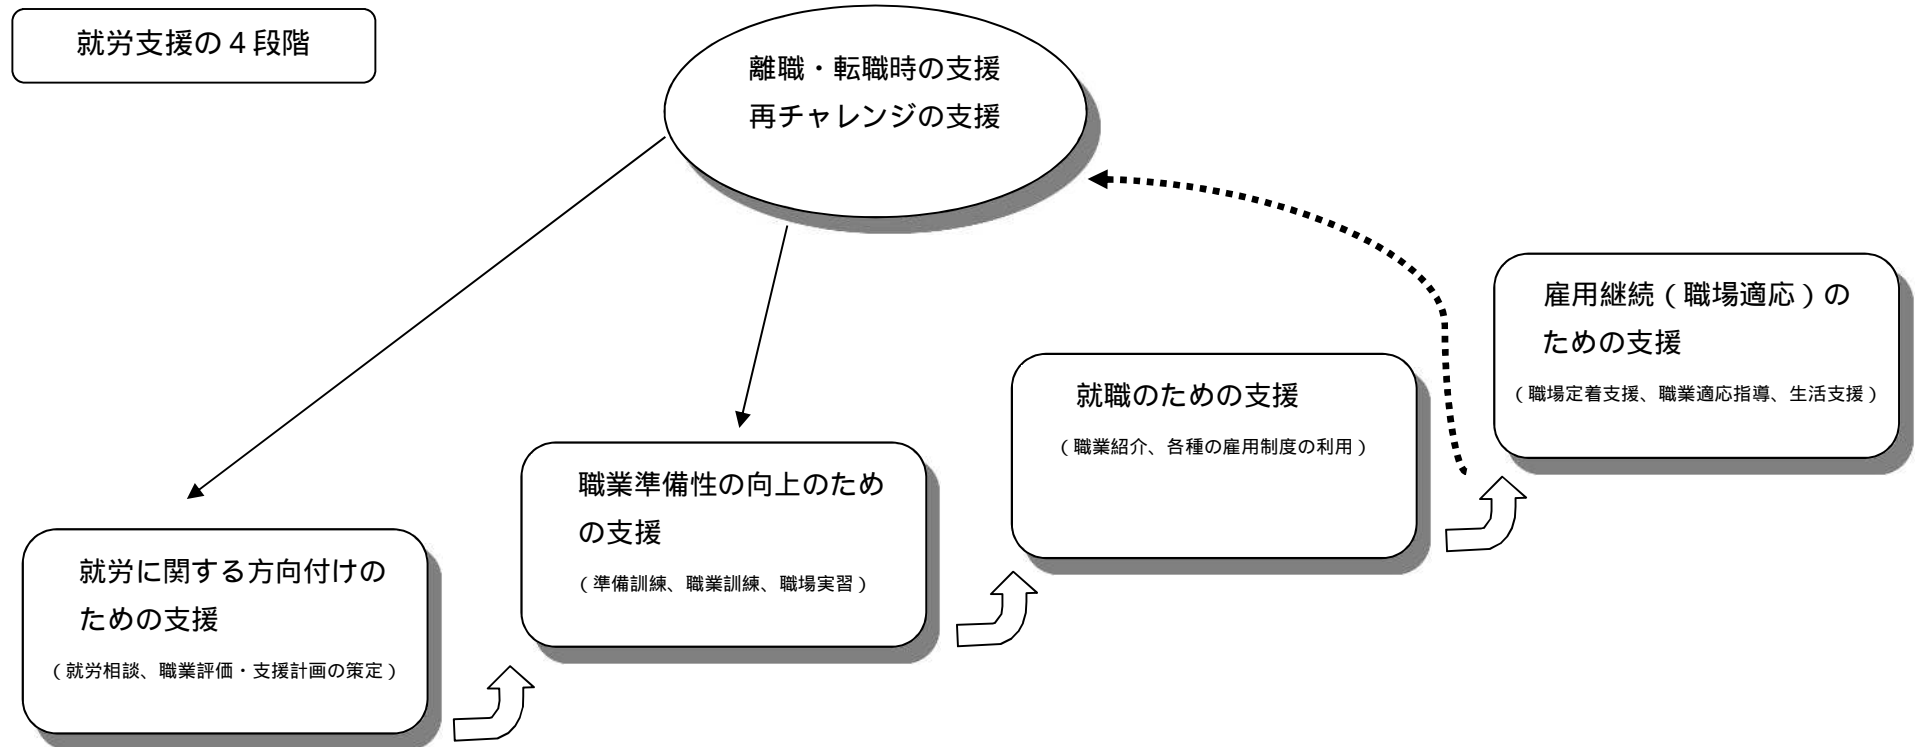 就労支援の４段階
離職・転職時の支援
再チャレンジの支援
就労に関する方向付けの
ための支援
（就労相談、職業評価・支援計画の策定）
職業準備性の向上のため
の支援
（準備訓練、職業訓練、職場実習）
就職のための支援
（職業紹介、各種の雇用制度の利用）
雇用継続（職場適応）の
ための支援
（職場定着支援、職業適応指導、生活支援）